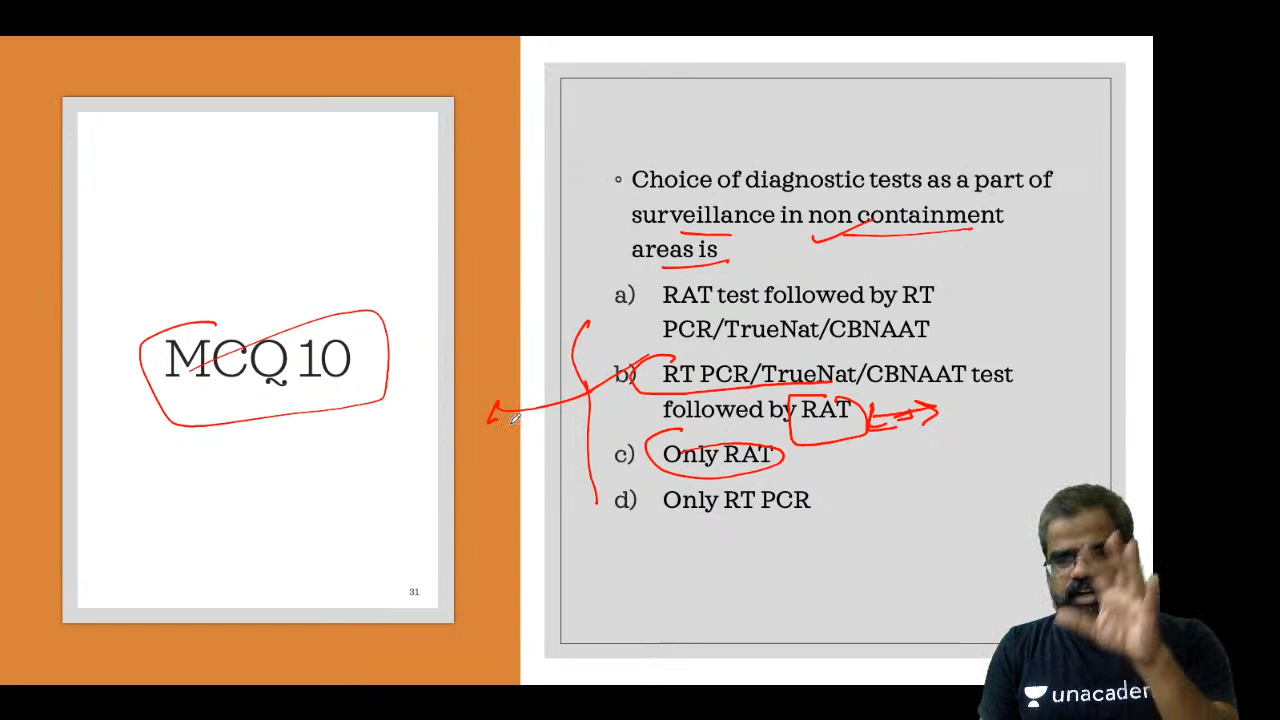 MCQ 10
31
◦ Choice of diagnostic tests as a part of
surveillance in non containment
areas is
a) RAT test followed by RT
PCR/TrueNat/CBNAAT
b) RT PCR/TrueNat/CBNAAT test
followed by RAT
c) Only RAT
d) Only RT PCR